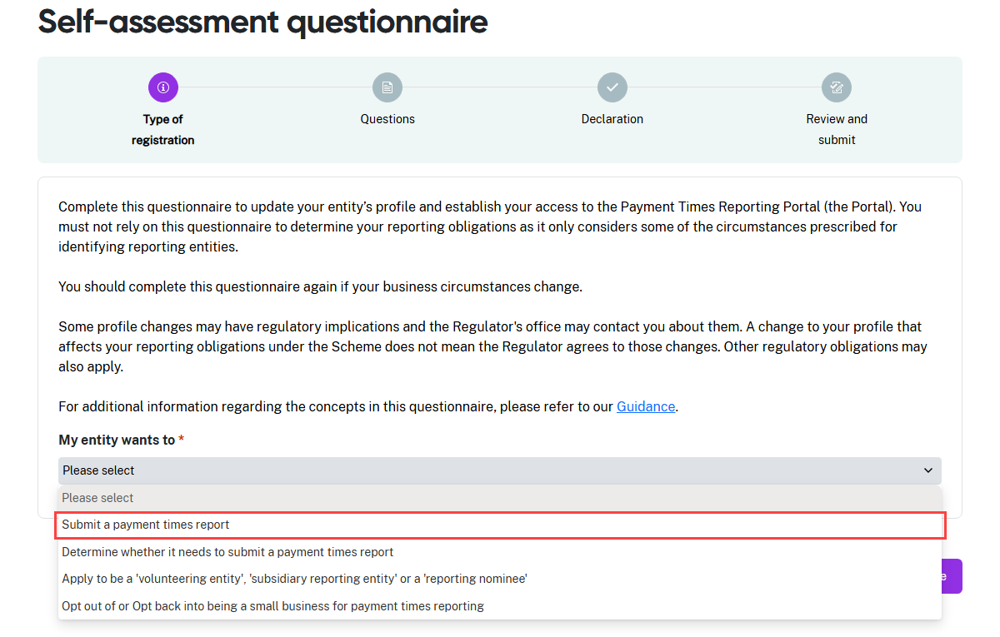 Self-assessment questionnaire
Type of
registration
Questions
Declaration
Review and
submit
Complete this questionnaire to update your entity's profile and establish your access to the Payment Times Reporting Portal (the Portal). You
must not rely on this questionnaire to determine your reporting obligations as it only considers some of the circumstances prescribed for
identifying reporting entities.
You should complete this questionnaire again if your business circumstances change.
Some profile changes may have regulatory implications and the Regulator's office may contact you about them. A change to your profile that
affects your reporting obligations under the Scheme does not mean the Regulator agrees to those changes. Other regulatory obligations may
also apply.
For additional information regarding the concepts in this questionnaire, please refer to our Guidance.
My entity wants to *
Please select
Please select
Submit a payment times report
Determine whether it needs to submit a payment times report
Apply to be a 'volunteering entity', 'subsidiary reporting entity' or a 'reporting nominee'
Opt out of or Opt back into being a small business for payment times reporting